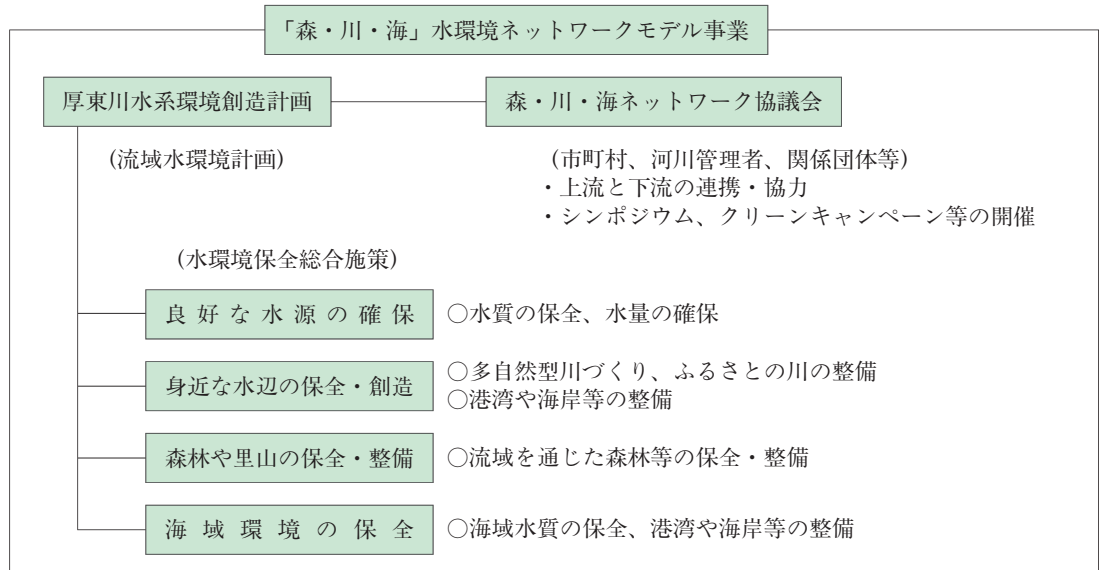 「森・川・海」水環境ネットワークモデル事業
厚東川水系環境創造計画
森・川・海ネットワーク協議会
(流域水環境計画)
(市町村、河川管理者、関係団体等)
・上流と下流の連携・協力
・シンポジウム、クリーンキャンペーン等の開催
(水環境保全総合施策)
良好な水源の確保
○水質の保全、水量の確保
身近な水辺の保全・創造
○多自然型川づくり、ふるさとの川の整備
○港湾や海岸等の整備
森林や里山の保全・整備
○流域を通じた森林等の保全・整備
海域環境の保全
○海域水質の保全、港湾や海岸等の整備